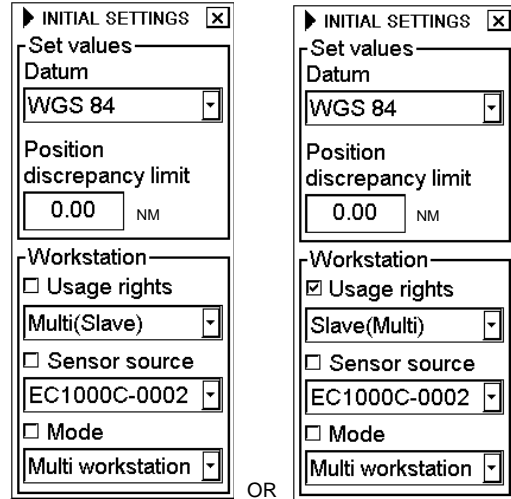 INITIAL SETTINGS
Set values
Datum
WGS 84
Position
discrepancy limit
0.00 NM
Workstation
Usage rights
Multi(Slave)
Sensor source
EC1000C-0002
Mode
Multi workstation
OR
INITIAL SETTINGS
Set values
Datum
WGS 84
Position
discrepancy limit
0.00 NM
Workstation
Usage rights
Slave(Multi)
Sensor source
EC1000C-0002
Mode
Multi workstation